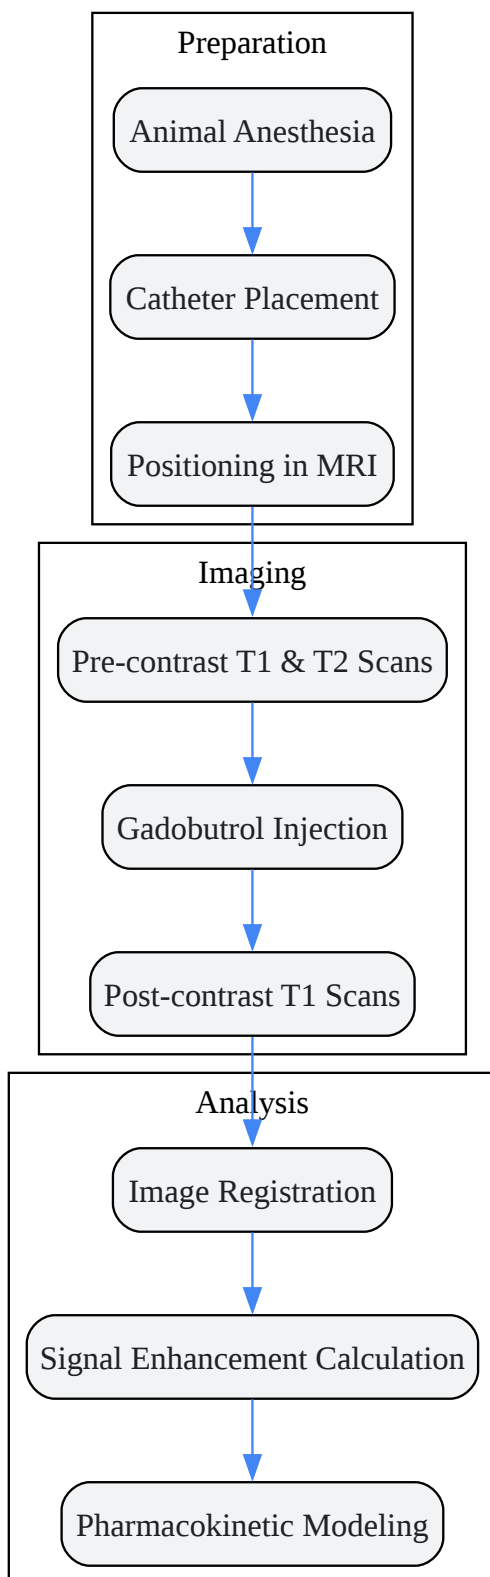 Preparation
Animal Anesthesia
Catheter Placement
Positioning in MRI
Imaging
Pre-contrast T1 & T2 Scans
Gadobutrol Injection
Post-contrast T1 Scans
Analysis
Image Registration
Signal Enhancement Calculation
Pharmacokinetic Modeling